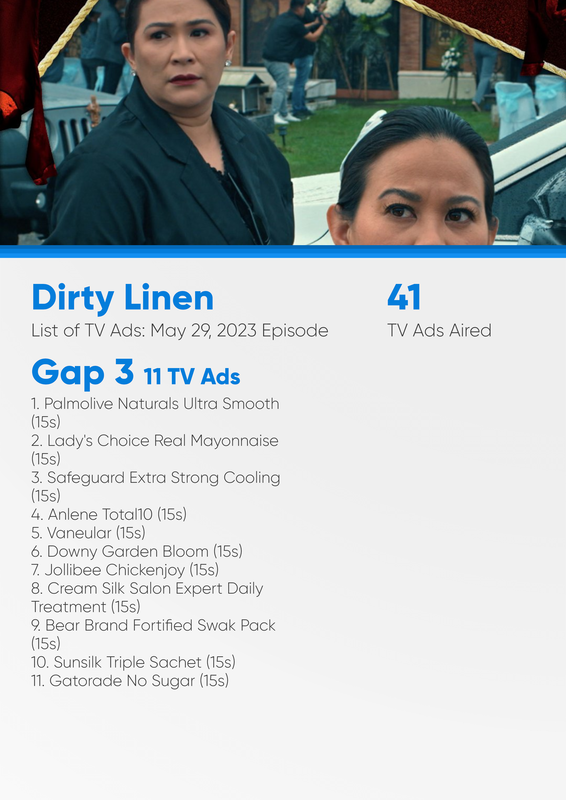 Dirty Linen
List of TV Ads: May 29, 2023 Episode
41
TV Ads Aired
Gap 3 11 TV Ads
1. Palmolive Naturals Ultra Smooth
(15s)
2. Lady's Choice Real Mayonnaise
(15s)
3. Safeguard Extra Strong Cooling
(15s)
4. Anlene Total10 (15s)
5. Vaneular (15s)
6. Downy Garden Bloom (15s)
7. Jollibee Chickenjoy (15s)
8. Cream Silk Salon Expert Daily
Treatment (15s)
9. Bear Brand Fortified Swak Pack
(15s)
10. Sunsilk Triple Sachet (15s)
11. Gatorade No Sugar (15s)